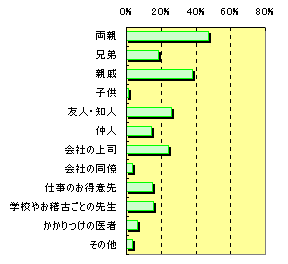 0% 20% 40% 60% 80%
両親
兄弟
親戚
子供
友人・知人
仲人
会社の上司
会社の同僚
仕事のお得意先
学校やお稽古ごとの先生
かかりつけの医者
その他